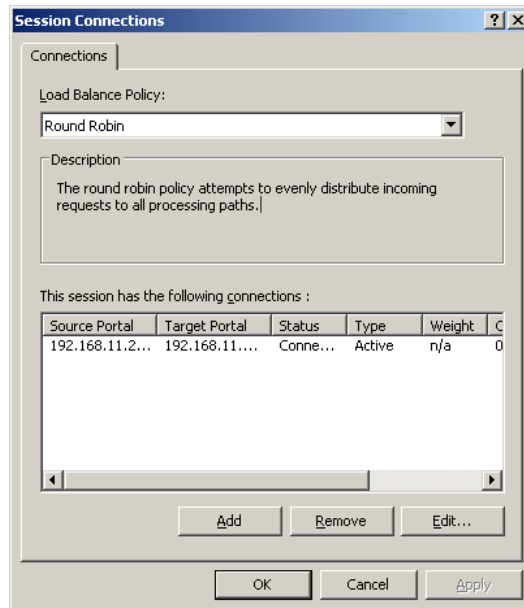 Session Connections
Connections
Load Balance Policy:
Round Robin
Description
The round robin policy attempts to evenly distribute incoming
requests to all processing paths.
This session has the following connections :
Source Portal Target Portal Status Type Weight C
192.168.11.2... 192.168.11.... Conne... Active n/a 0
Add Remove Edit...
OK Cancel Apply